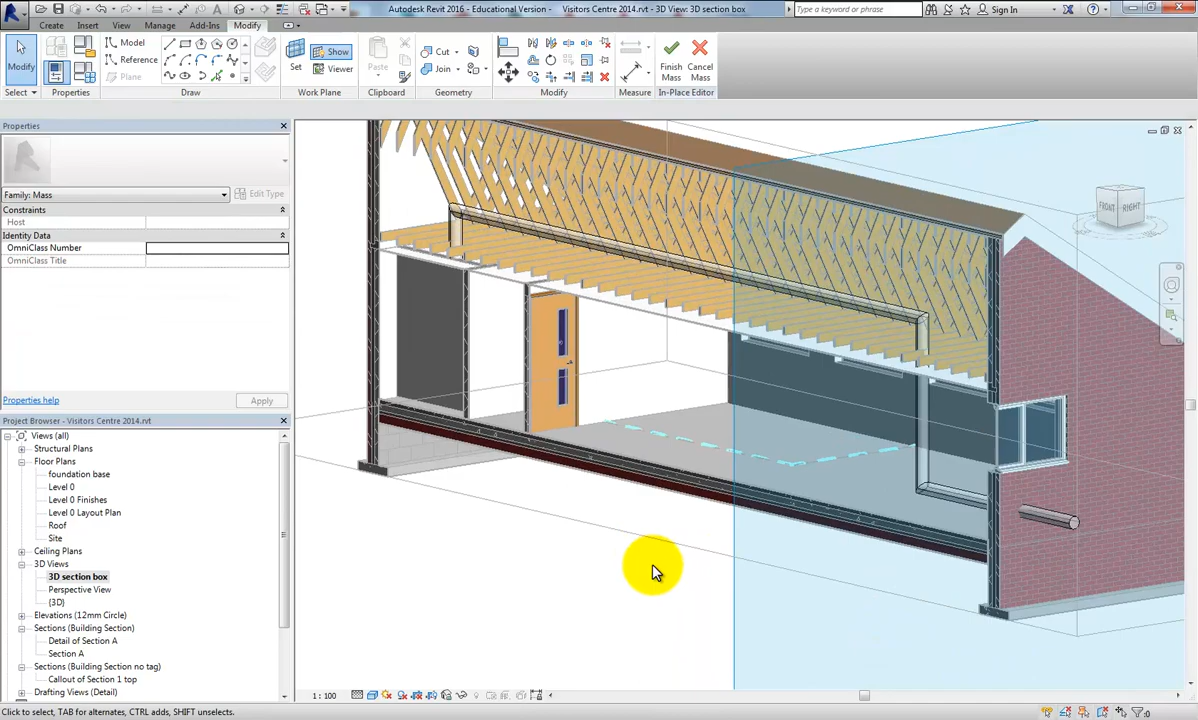 Autodesk Revit 2016 - Educational Version - Visitors Centre 2014.rvt - 3D View: 3D section box
Type a keyword or phrase
Sign In
Create Insert View Manage Add-Ins Modify
Modify
Select
Properties
Model
Reference
Plane
Draw
Set
Show
Viewer
Work Plane
Paste
Clipboard
Cut
Join
Geometry
Modify
Measure
Finish Mass
Cancel Mass
In-Place Editor
Properties
Family: Mass
Edit Type
Constraints
Host
Identity Data
OmniClass Number
OmniClass Title
Properties help
Apply
Project Browser - Visitors Centre 2014.rvt
Views (all)
Structural Plans
Floor Plans
foundation base
Level 0
Level 0 Finishes
Level 0 Layout Plan
Roof
Site
Ceiling Plans
3D Views
3D section box
Perspective View
{3D}
Elevations (12mm Circle)
Sections (Building Section)
Detail of Section A
Section A
Sections (Building Section no tag)
Callout of Section 1 top
Drafting Views (Detail)
FRONT RIGHT
1 : 100
Click to select, TAB for alternates, CTRL adds, SHIFT unselects.
:0